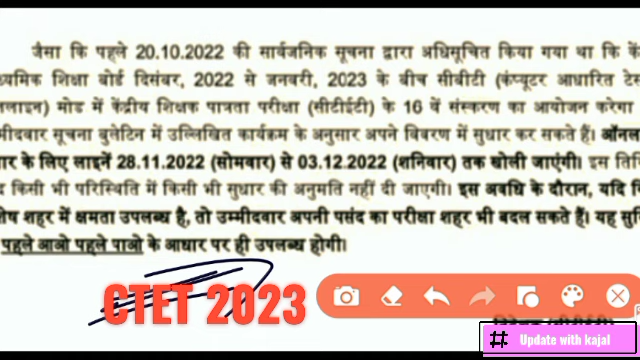 जैसा कि पहले 20.10.2022 की सार्वजनिक सूचना द्वारा अधिसूचित किया गया था कि कें
ध्यमिक शिक्षा बोर्ड दिसंबर, 2022 से जनवरी, 2023 के बीच सीबीटी (कंप्यूटर आधारित टे
लाइन) मोड में केंद्रीय शिक्षक पात्रता परीक्षा (सीटीईटी) के 16 वें संस्करण का आयोजन करेगा
मीदवार सूचना बुलेटिन में उल्लिखित कार्यक्रम के अनुसार अपने विवरण में सुधार कर सकते हैं। ऑनल
ार के लिए लाइनें 28.11.2022 (सोमवार) से 03.12.2022 (शनिवार) तक खोली जाएंगी। इस ति
किसी भी परिस्थिति में किसी भी सुधार की अनुमति नहीं दी जाएगी। इस अवधि के दौरान, यदि
शेष शहर में क्षमता उपलब्ध है, तो उम्मीदवार अपनी पसंद का परीक्षा शहर भी बदल सकते हैं। यह सु
पहले आओ पहले पाओ के आधार पर ही उपलब्ध होगी।
CTET 2023
# Update with kajal